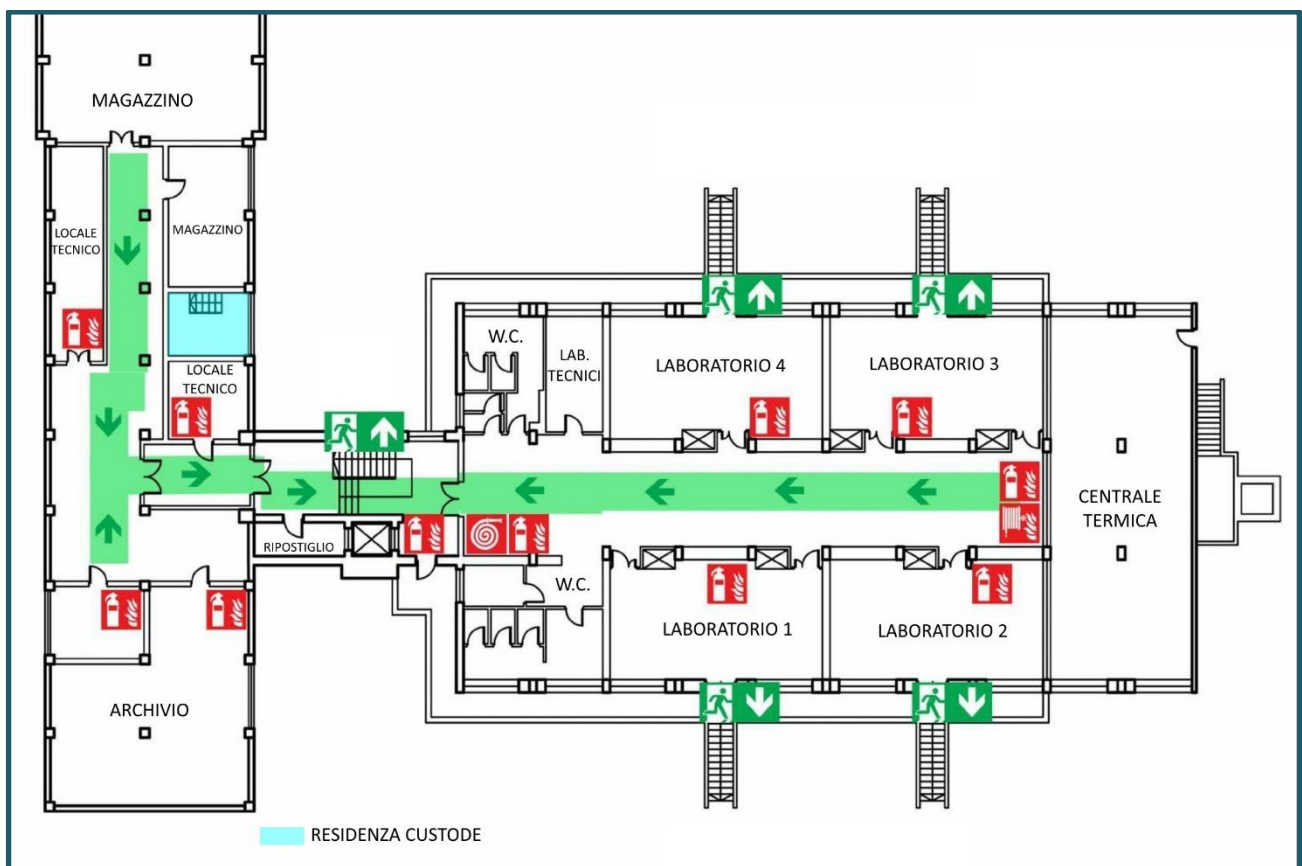 MAGAZZINO
LOCALE
TECNICO
MAGAZZINO
LOCALE
TECNICO
W.C.
LAB.
TECNICI
LABORATORIO 4
LABORATORIO 3
CENTRALE
TERMICA
RIPOSTIGLIO
W.C.
LABORATORIO 1
LABORATORIO 2
ARCHIVIO
RESIDENZA CUSTODE